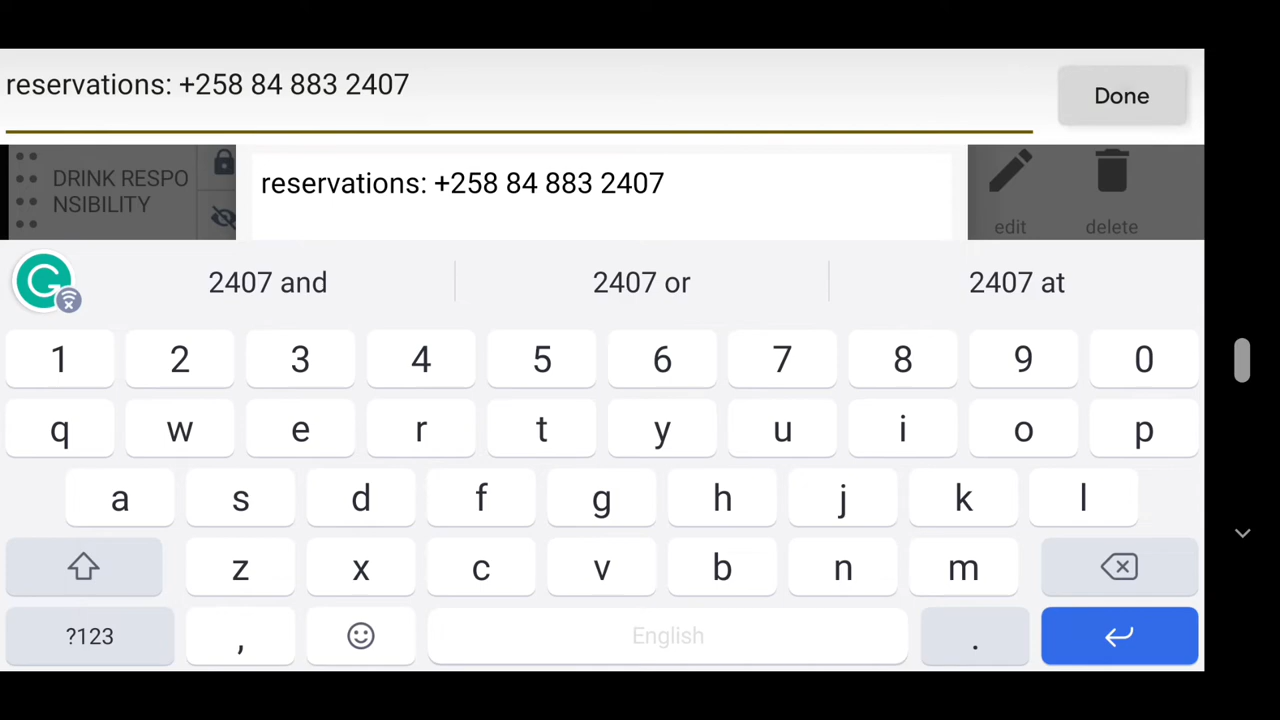 reservations: +258 84 883 2407
Done
DRINK RESPO
NSIBILITY
reservations: +258 84 883 2407
edit
delete
2407 and
2407 or
2407 at
1 2 3 4 5 6 7 8 9 0
q w e r t y u i o p
a s d f g h j k l
z x c v b n m
?123 , English .